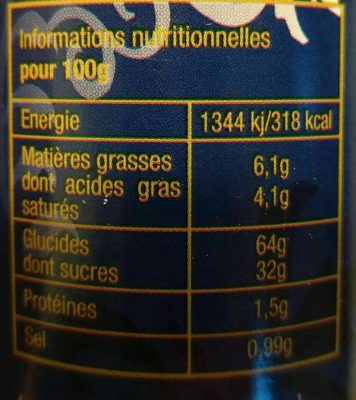 Informations nutritionnelles
pour 100g
Energie 1344 kj/318 kcal
Matières grasses 6,1g
dont acides gras 4,1g
saturés
Glucides 64g
dont sucres 32g
Protéines 1,5g
Sel 0,99g